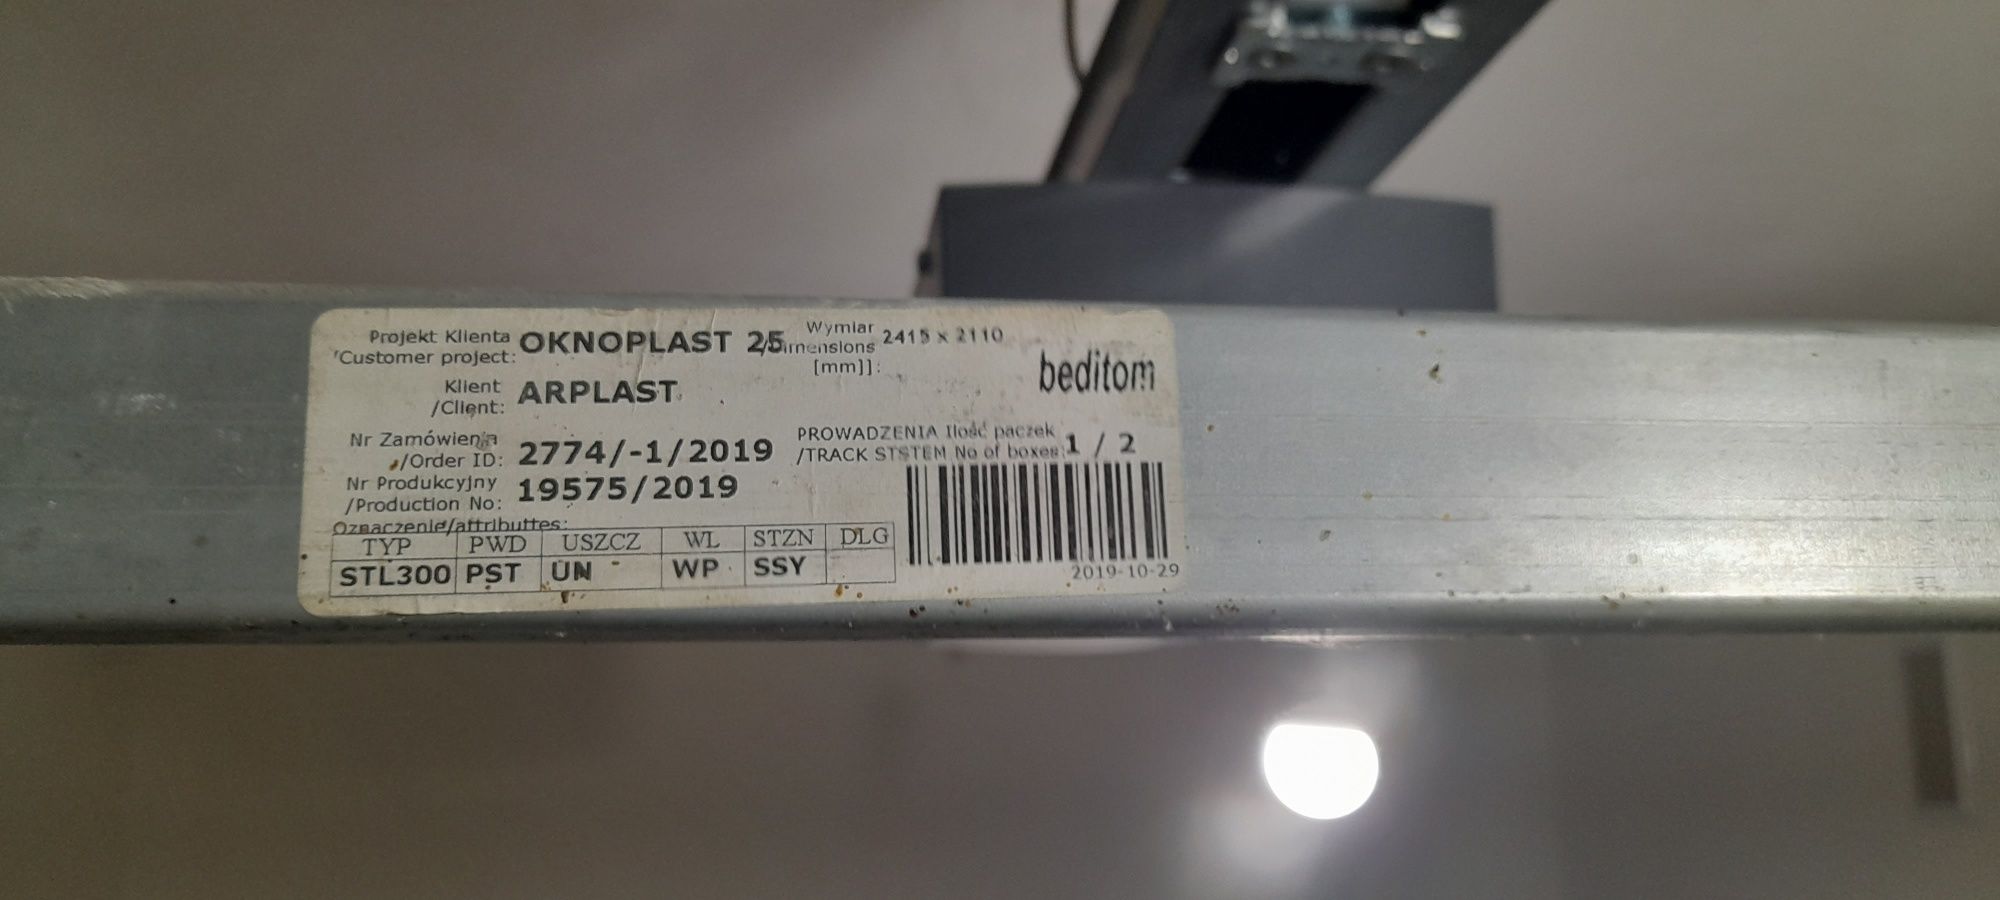 Projekt Klienta
/Customer project: OKNOPLAST 25
Wymiar
/Dimensions 2415 x 2110
[mm]]:
beditom
Klient
/Client: ARPLAST
Nr Zamówienia
/Order ID: 2774/-1/2019
PROWADZENIA Ilość paczek
/TRACK STSTEM No of boxes: 1 / 2
Nr Produkcyjny
/Production No: 19575/2019
Oznaczenie/attributtes:
TYP PWD USZCZ WL STZN DLG
STL300 PST UN WP SSY
2019-10-29